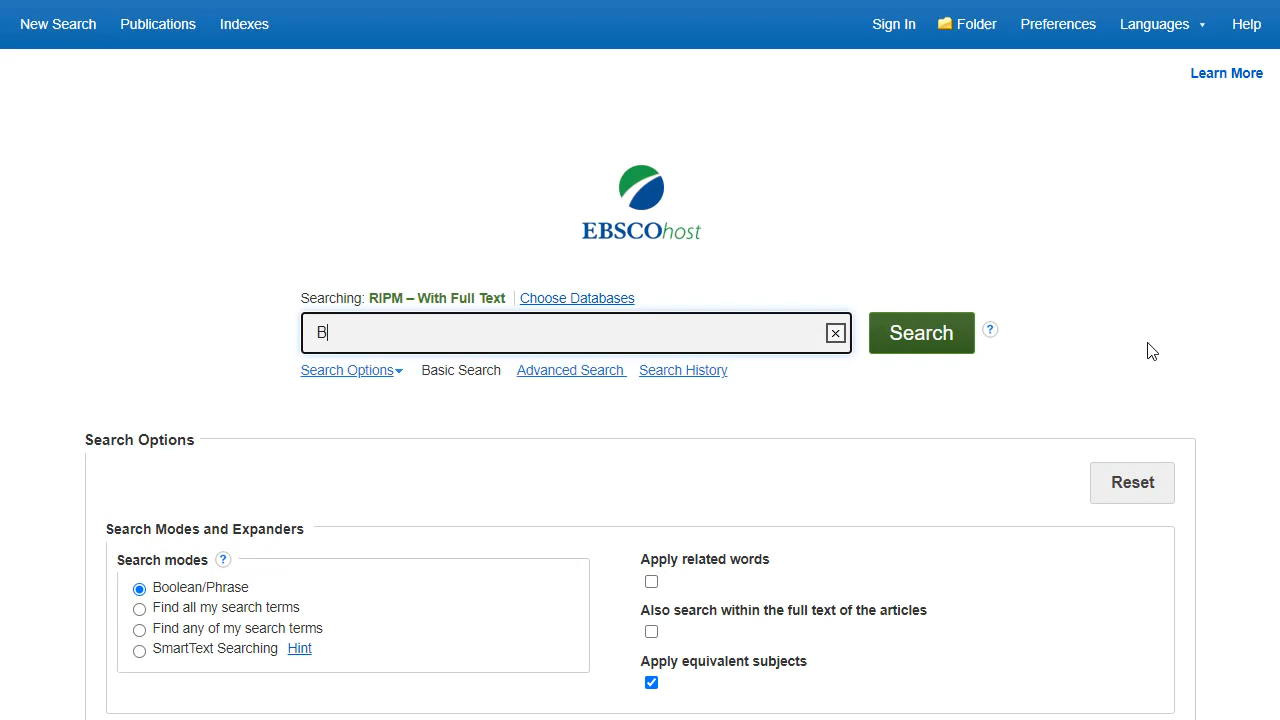 New Search Publications Indexes Sign In Folder Preferences Languages Help
Learn More
EBSCOhost
Searching: RIPM – With Full Text Choose Databases
B Search ?
Search Options Basic Search Advanced Search Search History
Search Options
Reset
Search Modes and Expanders
Search modes ?
Boolean/Phrase
Find all my search terms
Find any of my search terms
SmartText Searching Hint
Apply related words
Also search within the full text of the articles
Apply equivalent subjects